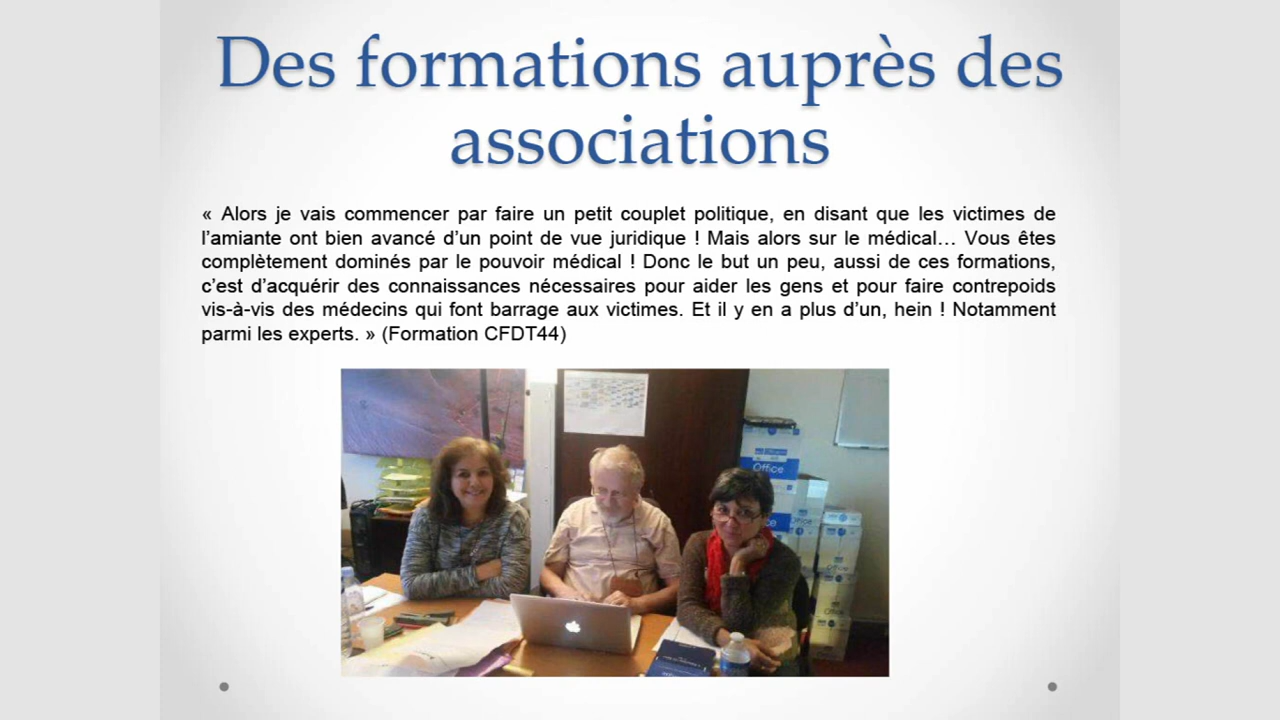 Des formations auprès des
associations
« Alors je vais commencer par faire un petit couplet politique, en disant que les victimes de
l’amiante ont bien avancé d’un point de vue juridique ! Mais alors sur le médical… Vous êtes
complètement dominés par le pouvoir médical ! Donc le but un peu, aussi de ces formations,
c’est d’acquérir des connaissances nécessaires pour aider les gens et pour faire contrepoids
vis-à-vis des médecins qui font barrage aux victimes. Et il y en a plus d’un, hein ! Notamment
parmi les experts. » (Formation CFDT44)
Office
Office
Office